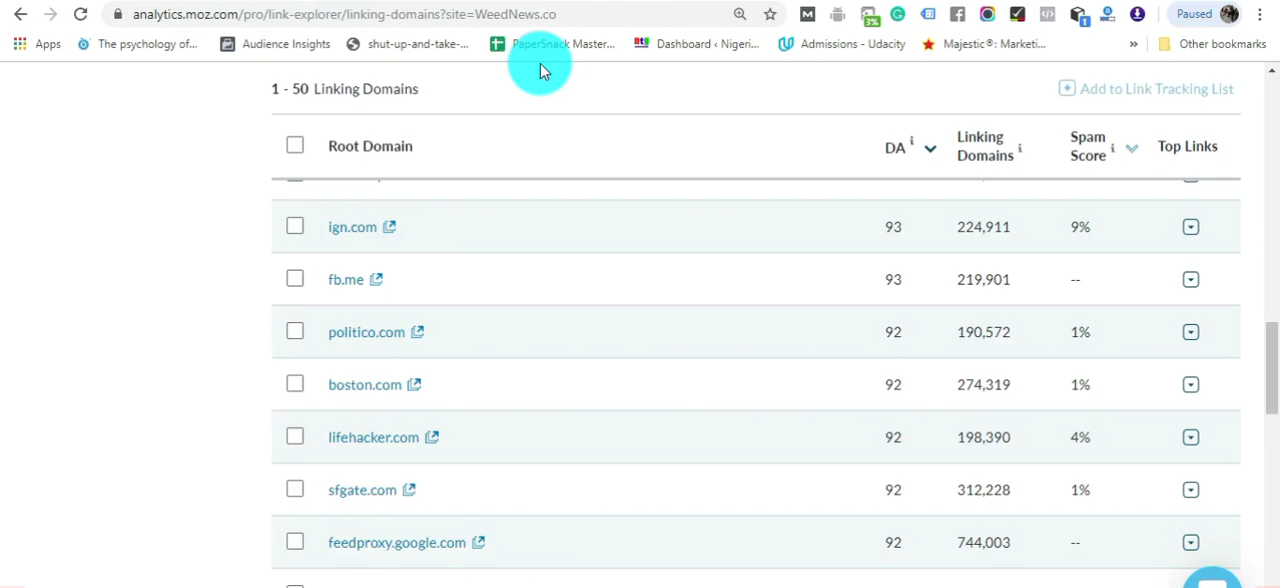 analytics.moz.com/pro/link-explorer/linking-domains?site=WeedNews.co
3%
1
Paused
Apps
The psychology of...
Audience Insights
shut-up-and-take-...
PaperSnack Master...
Dashboard ‹ Nigeri...
Admissions - Udacity
Majestic®: Marketi...
»
Other bookmarks
1 - 50 Linking Domains
Add to Link Tracking List
Root Domain DA i Linking Domains i Spam Score i Top Links
ign.com 93 224,911 9%
fb.me 93 219,901 --
politico.com 92 190,572 1%
boston.com 92 274,319 1%
lifehacker.com 92 198,390 4%
sfgate.com 92 312,228 1%
feedproxy.google.com 92 744,003 --